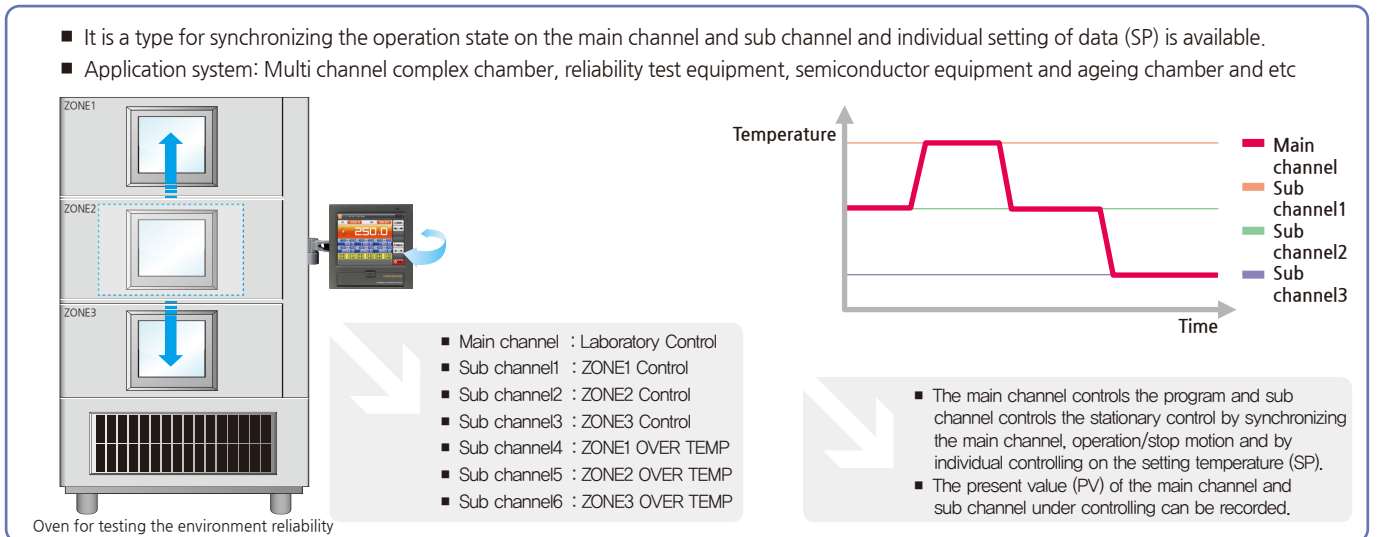 ■ It is a type for synchronizing the operation state on the main channel and sub channel and individual setting of data (SP) is available.
■ Application system: Multi channel complex chamber, reliability test equipment, semiconductor equipment and ageing chamber and etc
ZONE1
ZONE2
ZONE3
250.0
Oven for testing the environment reliability
■ Main channel : Laboratory Control
■ Sub channel1 : ZONE1 Control
■ Sub channel2 : ZONE2 Control
■ Sub channel3 : ZONE3 Control
■ Sub channel4 : ZONE1 OVER TEMP
■ Sub channel5 : ZONE2 OVER TEMP
■ Sub channel6 : ZONE3 OVER TEMP
Temperature
Time
Main
channel
Sub
channel1
Sub
channel2
Sub
channel3
■ The main channel controls the program and sub
channel controls the stationary control by synchronizing
the main channel, operation/stop motion and by
individual controlling on the setting temperature (SP).
■ The present value (PV) of the main channel and
sub channel under controlling can be recorded.